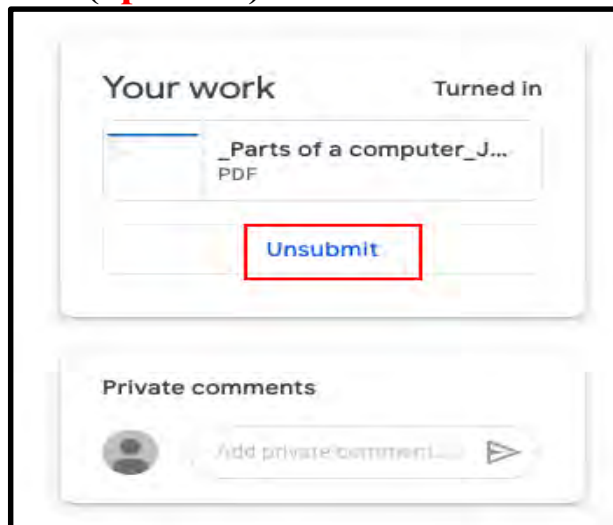 Your work Turned in
_Parts of a computer_J...
PDF
Unsubmit
Private comments
Add private comment...